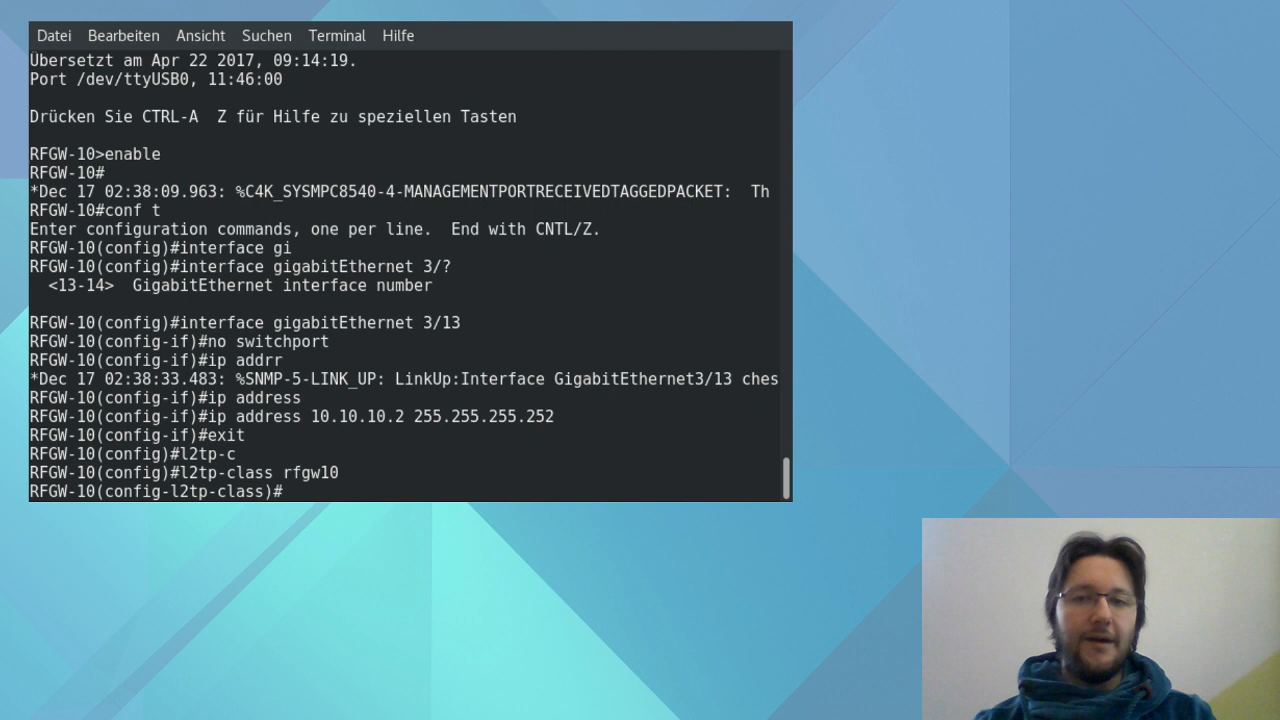 Datei Bearbeiten Ansicht Suchen Terminal Hilfe
Übersetzt am Apr 22 2017, 09:14:19.
Port /dev/ttyUSB0, 11:46:00
Drücken Sie CTRL-A  Z für Hilfe zu speziellen Tasten
RFGW-10>enable
RFGW-10#
*Dec 17 02:38:09.963: %C4K_SYSMPC8540-4-MANAGEMENTPORTRECEIVEDTAGGEDPACKET:  Th
RFGW-10#conf t
Enter configuration commands, one per line.  End with CNTL/Z.
RFGW-10(config)#interface gi
RFGW-10(config)#interface gigabitEthernet 3/?
  <13-14>  GigabitEthernet interface number
RFGW-10(config)#interface gigabitEthernet 3/13
RFGW-10(config-if)#no switchport
RFGW-10(config-if)#ip addrr
*Dec 17 02:38:33.483: %SNMP-5-LINK_UP: LinkUp:Interface GigabitEthernet3/13 ches
RFGW-10(config-if)#ip address
RFGW-10(config-if)#ip address 10.10.10.2 255.255.255.252
RFGW-10(config-if)#exit
RFGW-10(config)#l2tp-c
RFGW-10(config)#l2tp-class rfgw10
RFGW-10(config-l2tp-class)#